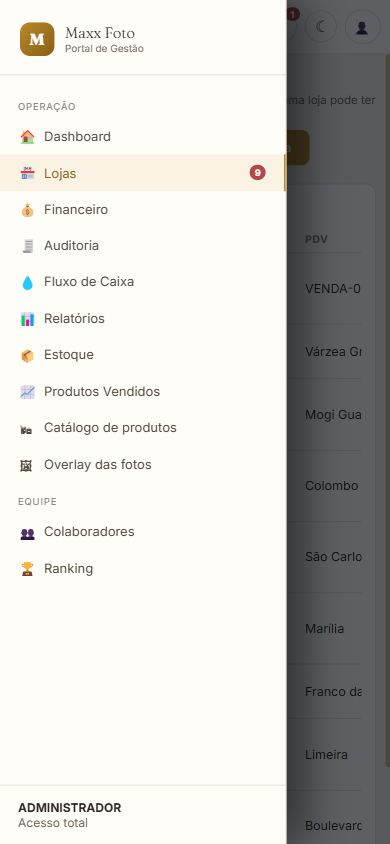 M
Maxx Foto
Portal de Gestão
OPERAÇÃO
Dashboard
Lojas 9
Financeiro
Auditoria
Fluxo de Caixa
Relatórios
Estoque
Produtos Vendidos
Catálogo de produtos
Overlay das fotos
EQUIPE
Colaboradores
Ranking
ADMINISTRADOR
Acesso total
1
ma loja pode ter
a
PDV
VENDA-0
Várzea Gr
Mogi Gua
Colombo
São Carlo
Marília
Franco da
Limeira
Boulevard